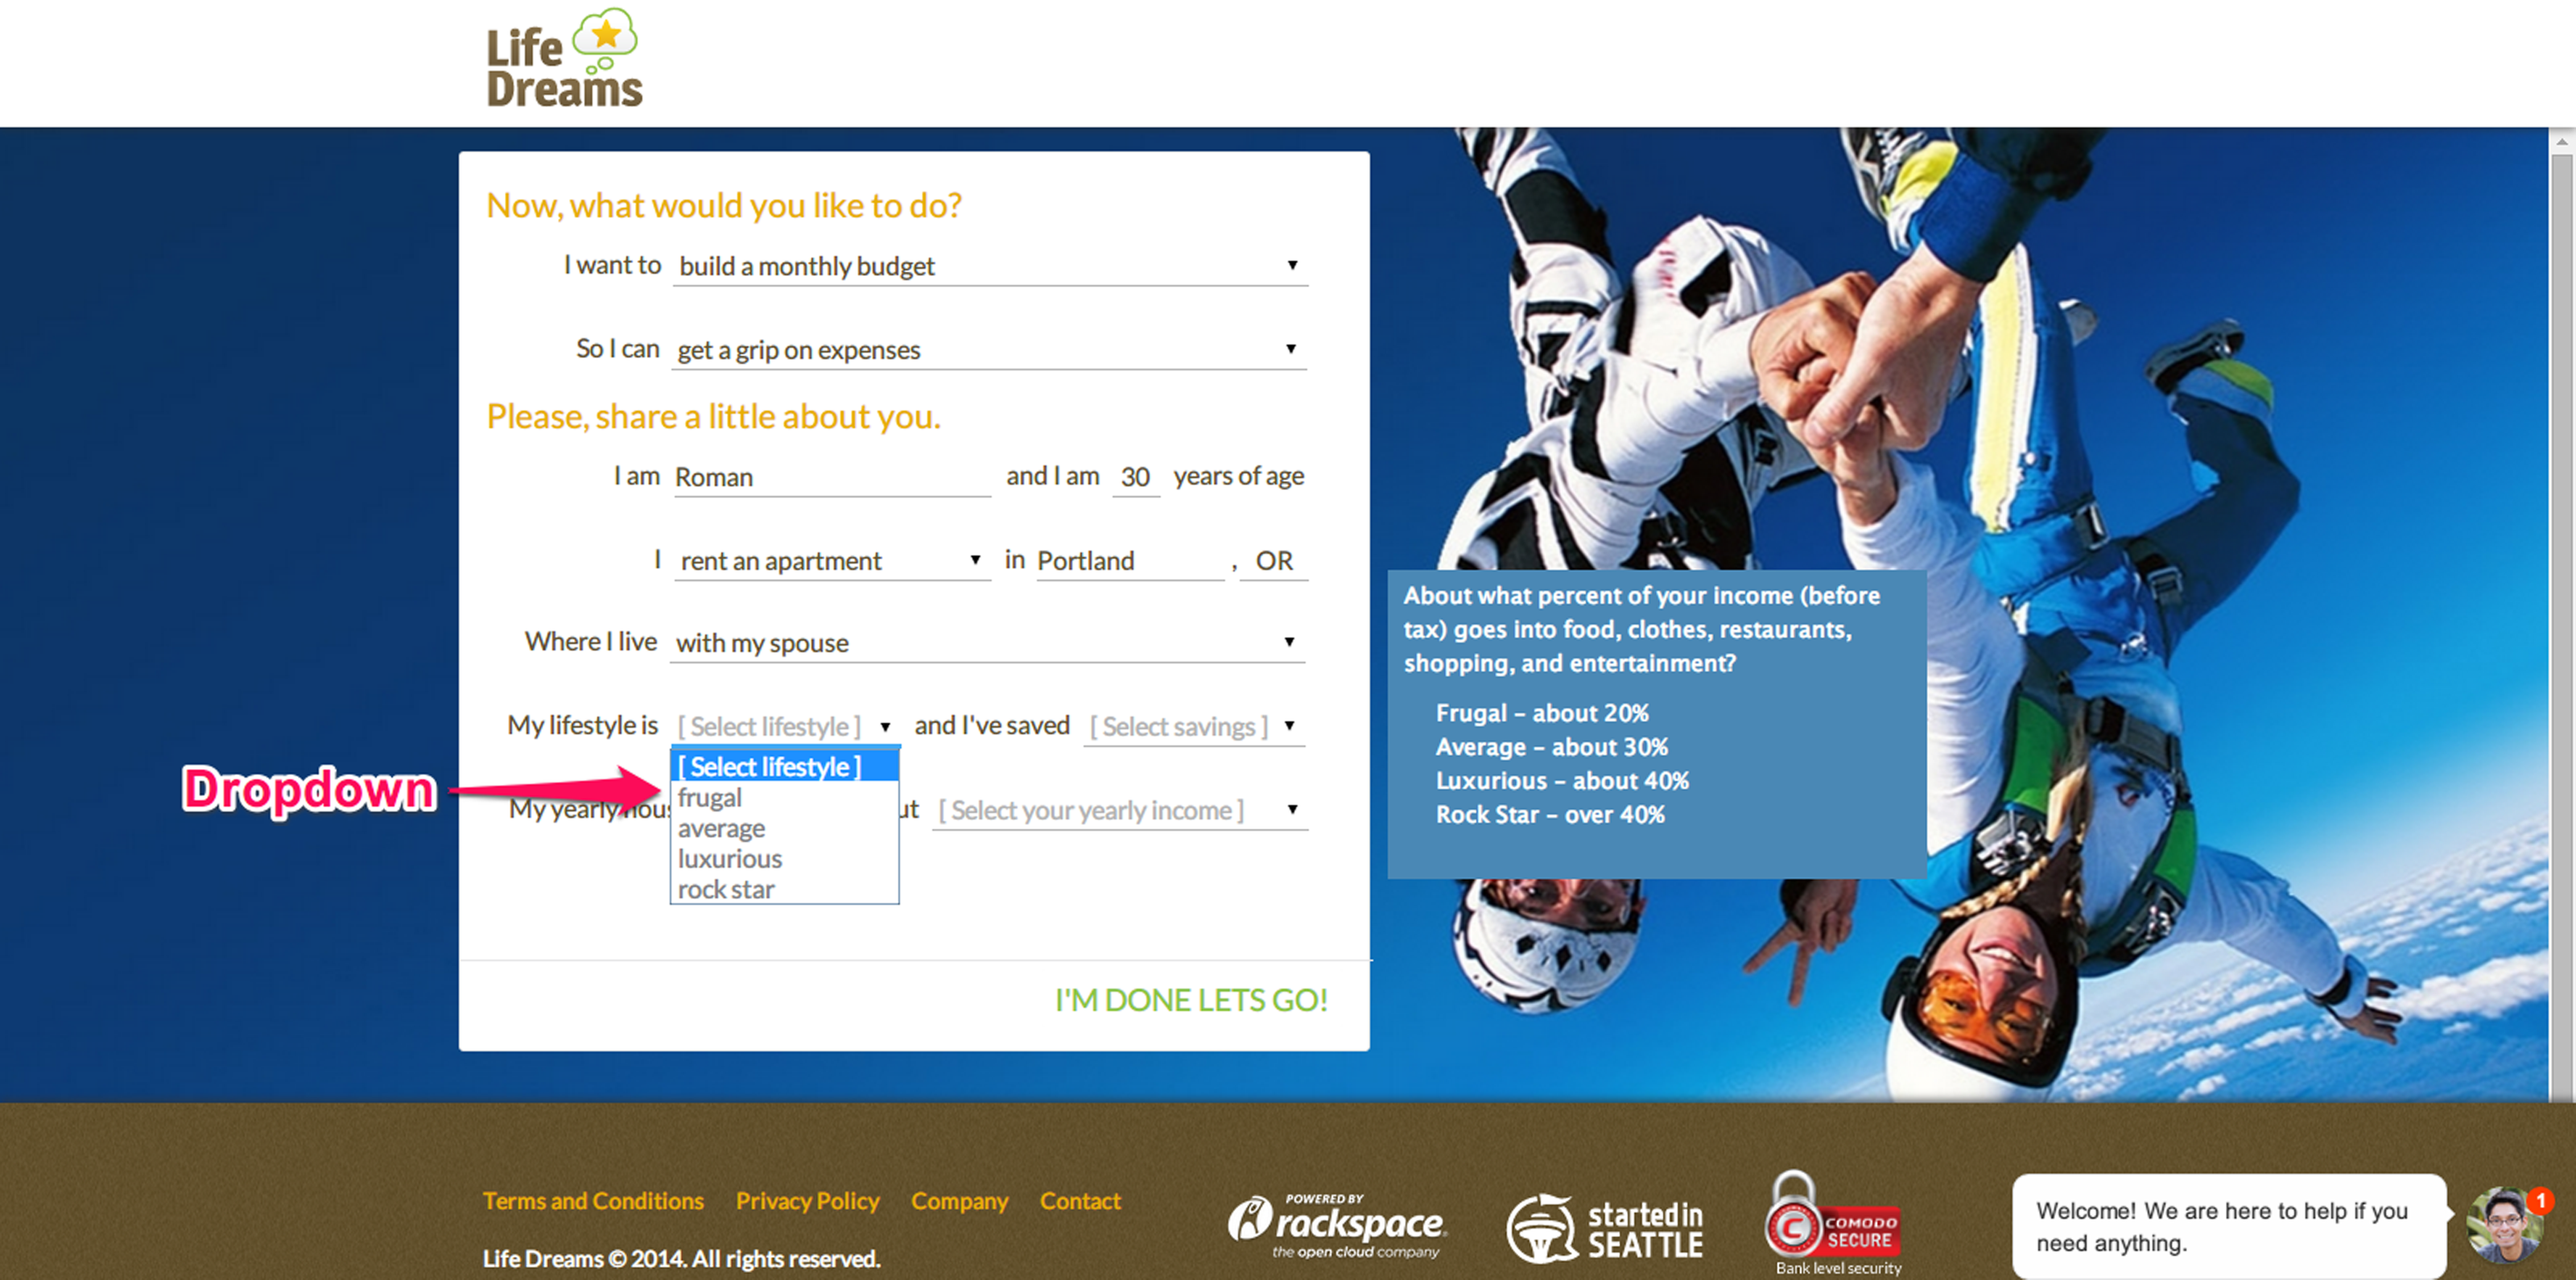 Life
Dreams
Now, what would you like to do?
I want to build a monthly budget
So I can get a grip on expenses
Please, share a little about you.
I am Roman and I am 30 years of age
I rent an apartment in Portland , OR
Where I live with my spouse
My lifestyle is [ Select lifestyle ] and I've saved [ Select savings ]
[ Select lifestyle ]
frugal
average
luxurious
rock star
Dropdown
My yearly hous ut [ Select your yearly income ]
I'M DONE LETS GO!
About what percent of your income (before
tax) goes into food, clothes, restaurants,
shopping, and entertainment?
Frugal – about 20%
Average – about 30%
Luxurious – about 40%
Rock Star – over 40%
Terms and Conditions Privacy Policy Company Contact
Life Dreams © 2014. All rights reserved.
POWERED BY
rackspace.
the open cloud company
started in
SEATTLE
C COMODO
SECURE
Bank level security
Welcome! We are here to help if you
need anything.
1